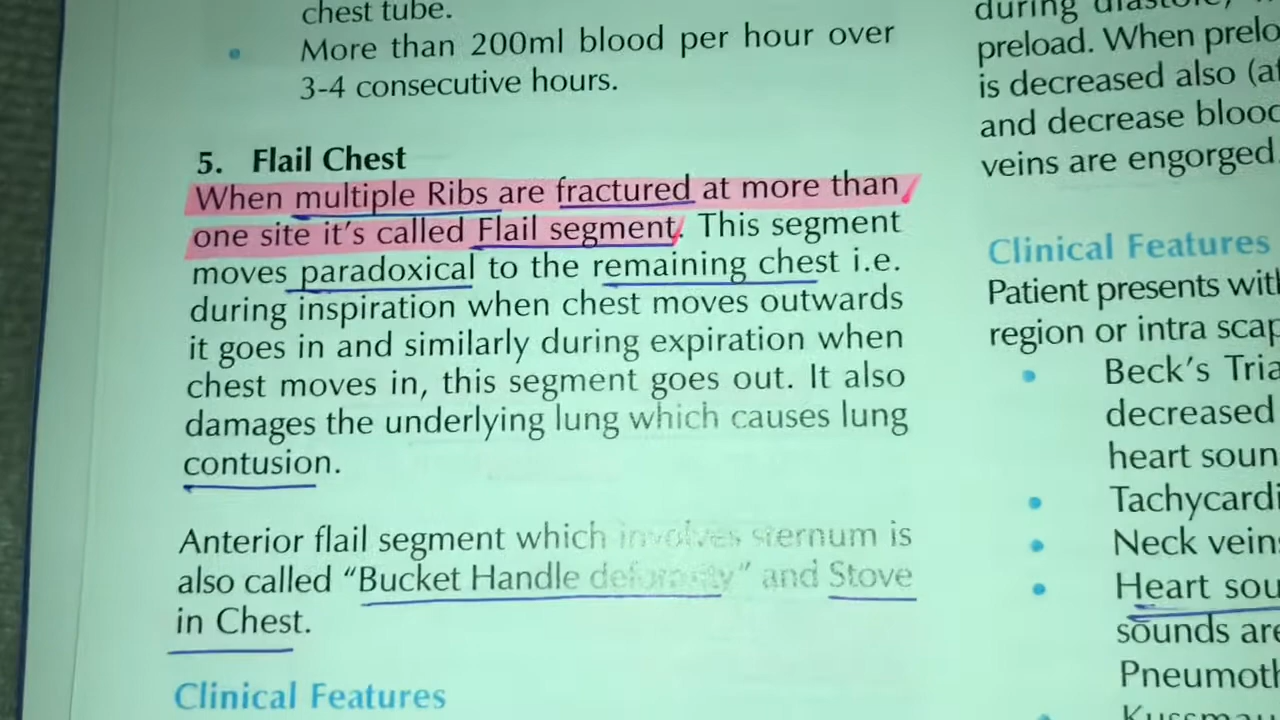 chest tube.
More than 200ml blood per hour over
3-4 consecutive hours.
5. Flail Chest
When multiple Ribs are fractured at more than
one site it's called Flail segment. This segment
moves paradoxical to the remaining chest i.e.
during inspiration when chest moves outwards
it goes in and similarly during expiration when
chest moves in, this segment goes out. It also
damages the underlying lung which causes lung
contusion.
Anterior flail segment which involves sternum is
also called “Bucket Handle deformity” and Stove
in Chest.
Clinical Features
during diastole,
preload. When prelo
is decreased also (a
and decrease blood
veins are engorged.
Clinical Features
Patient presents with
region or intra scap
Beck's Tria
decreased
heart soun
Tachycardi
Neck veins
Heart sou
sounds are
Pneumoth
Kussmau